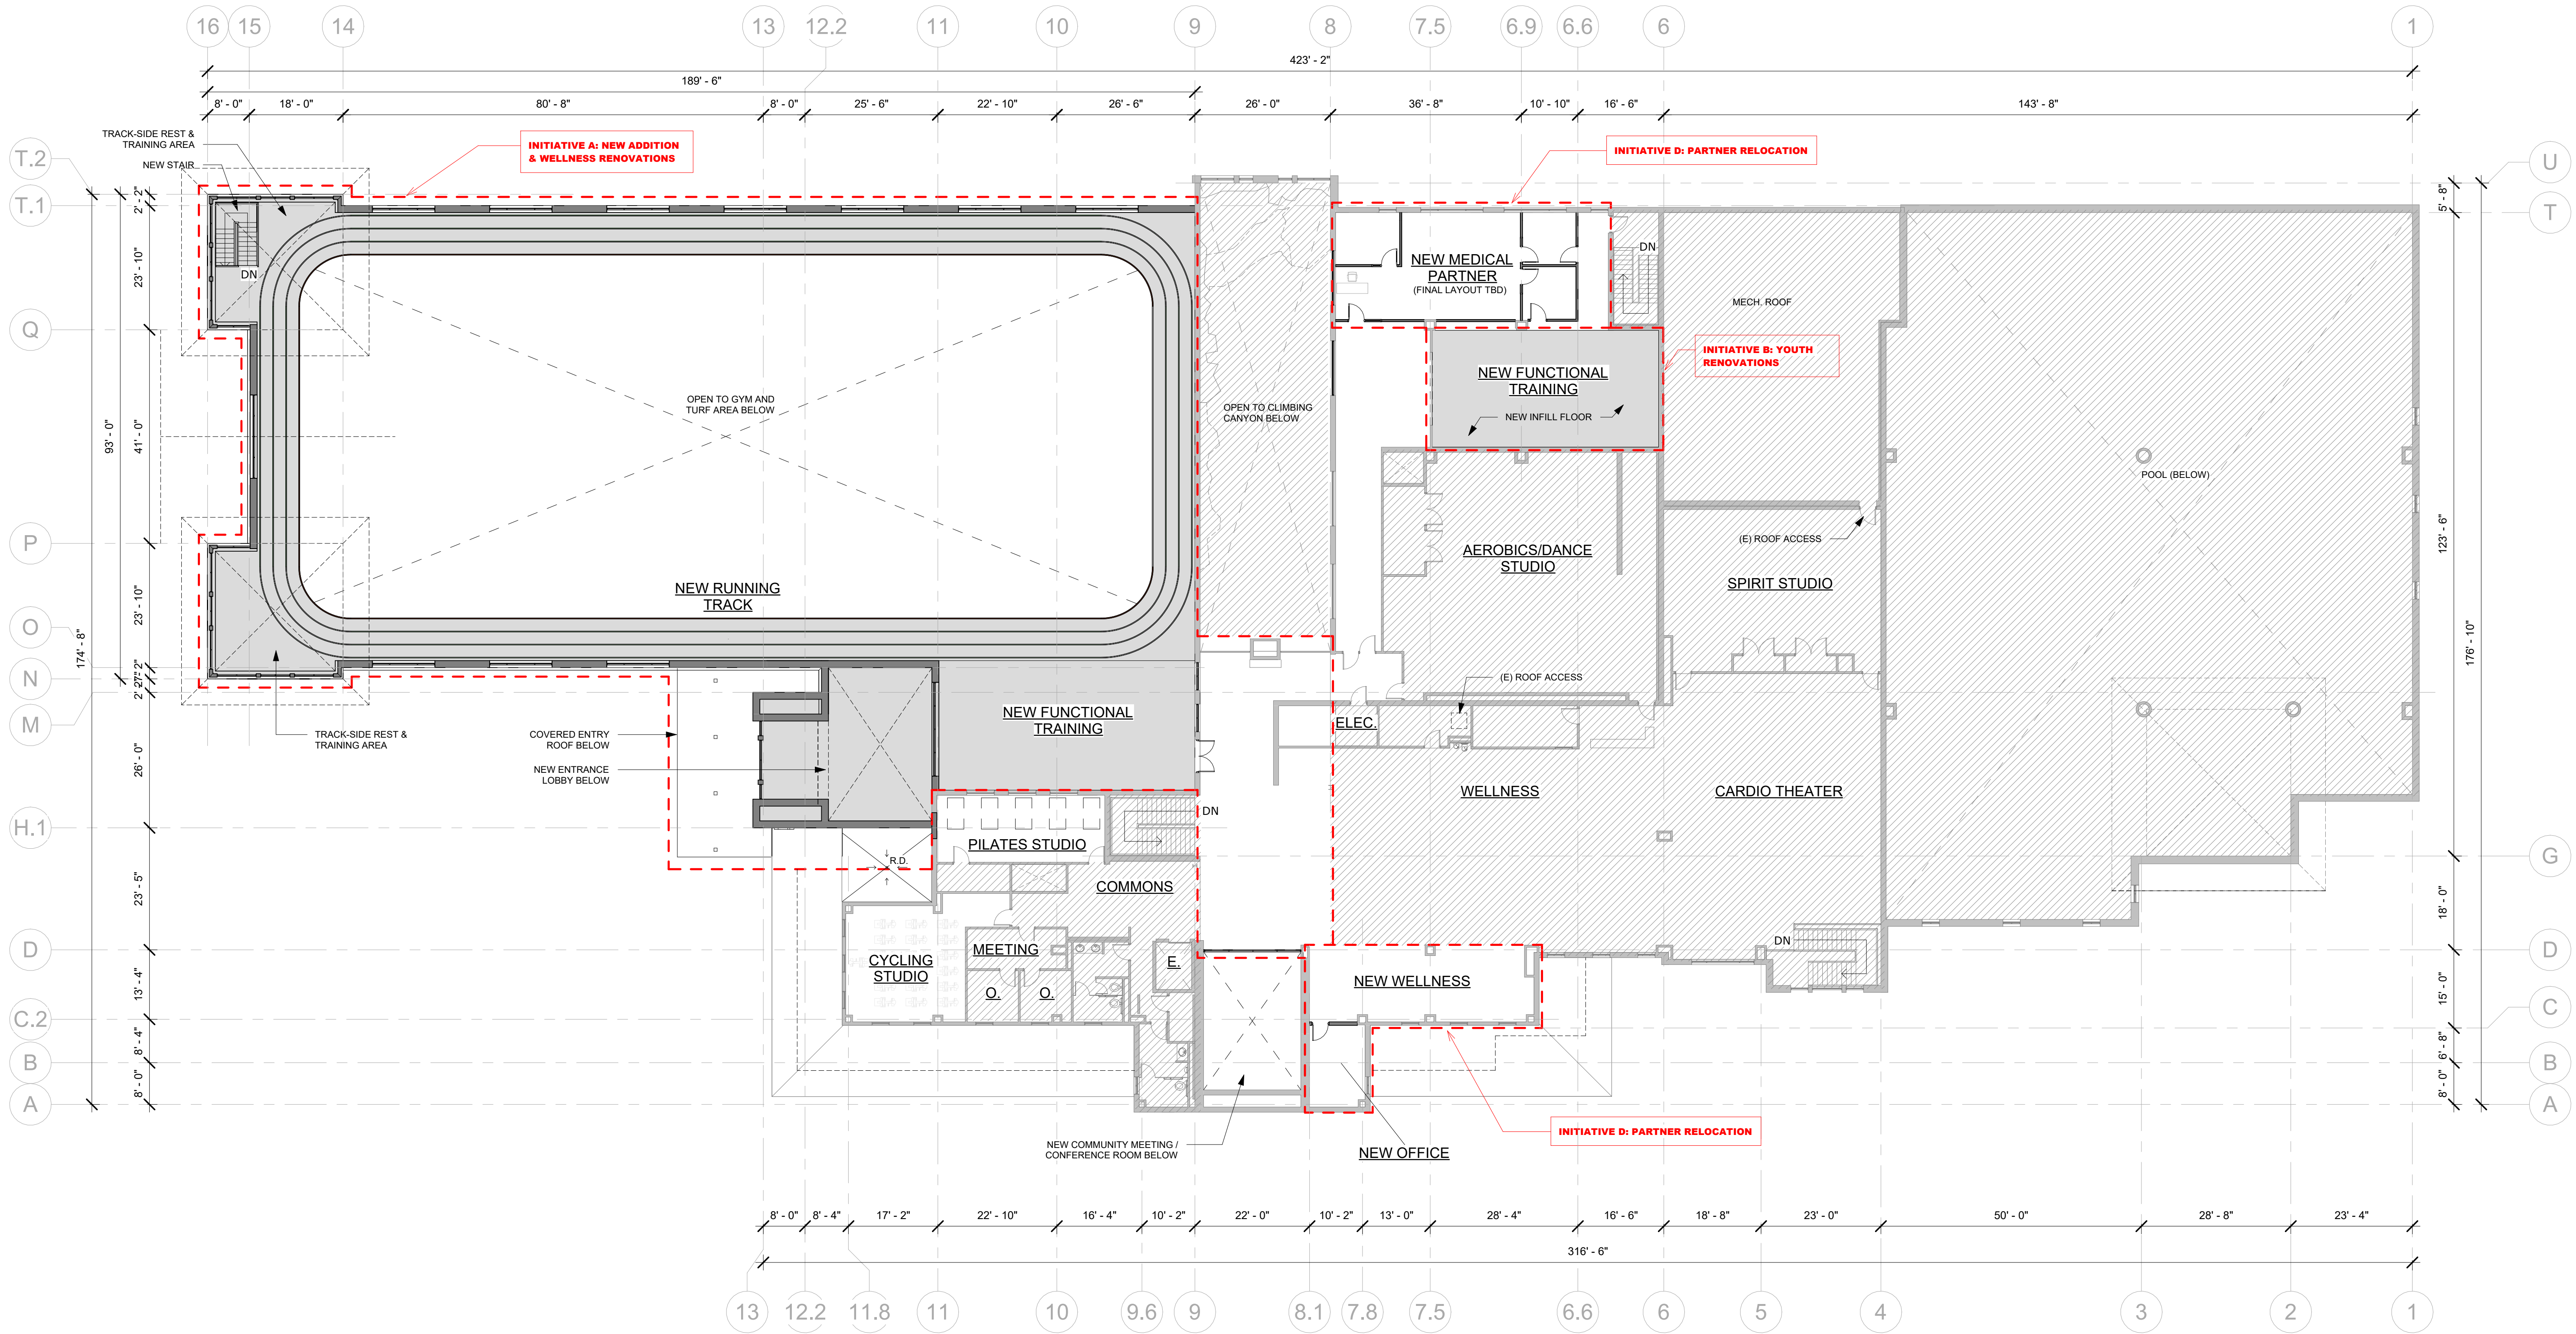 16 15 14 13 12.2 11 10 9 8 7.5 6.9 6.6 6 1
423' - 2"
189' - 6"
8' - 0" 18' - 0" 80' - 8" 8' - 0" 25' - 6" 22' - 10" 26' - 6" 26' - 0" 36' - 8" 10' - 10" 16' - 6" 143' - 8"
TRACK-SIDE REST &
TRAINING AREA
NEW STAIR
INITIATIVE A: NEW ADDITION
& WELLNESS RENOVATIONS
INITIATIVE D: PARTNER RELOCATION
T.2
T.1
Q
P
O
N
M
H.1
D
C.2
B
A
174' - 8"
93' - 0"
2' - 2"
23' - 10"
41' - 0"
23' - 10"
2' - 2"
2' - 7"
26' - 0"
23' - 5"
13' - 4"
8' - 4"
8' - 0"
DN
OPEN TO GYM AND
TURF AREA BELOW
NEW RUNNING
TRACK
OPEN TO CLIMBING
CANYON BELOW
NEW MEDICAL
PARTNER
(FINAL LAYOUT TBD)
DN
MECH. ROOF
INITIATIVE B: YOUTH
RENOVATIONS
NEW FUNCTIONAL
TRAINING
NEW INFILL FLOOR
POOL (BELOW)
AEROBICS/DANCE
STUDIO
(E) ROOF ACCESS
SPIRIT STUDIO
(E) ROOF ACCESS
TRACK-SIDE REST &
TRAINING AREA
COVERED ENTRY
ROOF BELOW
NEW ENTRANCE
LOBBY BELOW
NEW FUNCTIONAL
TRAINING
ELEC.
WELLNESS
CARDIO THEATER
DN
PILATES STUDIO
R.D.
COMMONS
MEETING
CYCLING
STUDIO
O.
O.
E.
DN
NEW WELLNESS
NEW COMMUNITY MEETING /
CONFERENCE ROOM BELOW
NEW OFFICE
INITIATIVE D: PARTNER RELOCATION
U
T
G
D
C
B
A
5' - 8"
123' - 6"
176' - 10"
18' - 0"
15' - 0"
6' - 8"
8' - 0"
8' - 0" 8' - 4" 17' - 2" 22' - 10" 16' - 4" 10' - 2" 22' - 0" 10' - 2" 13' - 0" 28' - 4" 16' - 6" 18' - 8" 23' - 0" 50' - 0" 28' - 8" 23' - 4"
316' - 6"
13 12.2 11.8 11 10 9.6 9 8.1 7.8 7.5 6.6 6 5 4 3 2 1